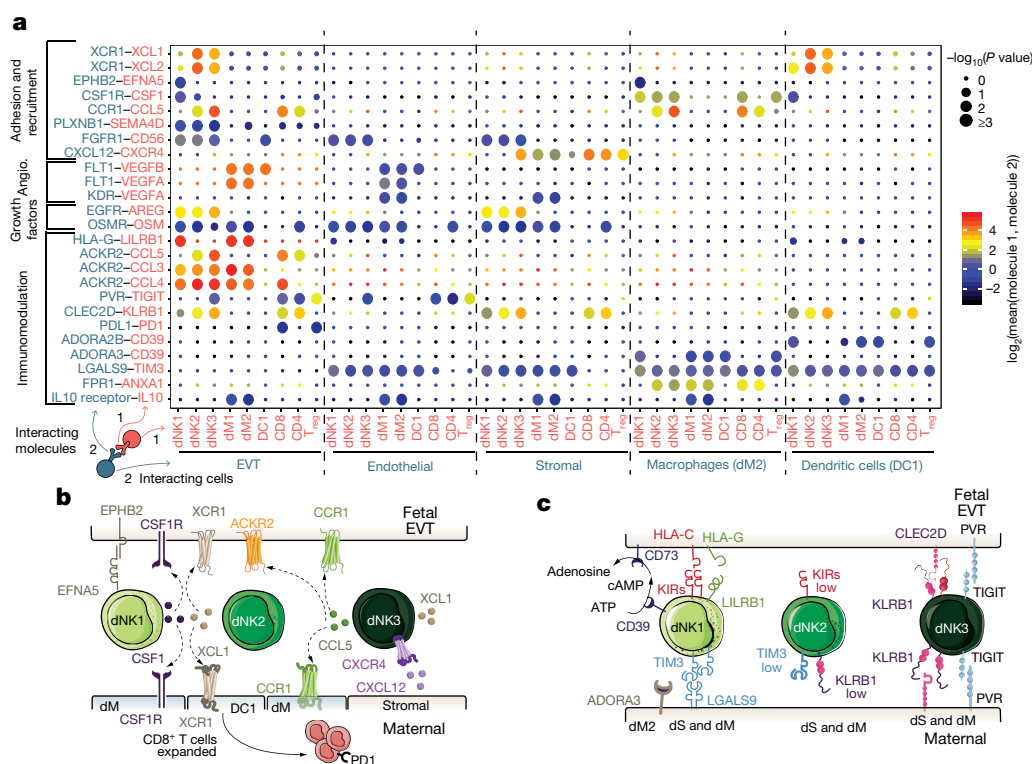 a
Adhesion and
recruitment
Angio.
Growth
factors
Immunomodulation
XCR1–XCL1
XCR1–XCL2
EPHB2–EFNA5
CSF1R–CSF1
CCR1–CCL5
PLXNB1–SEMA4D
FGFR1–CD56
CXCL12–CXCR4
FLT1–VEGFB
FLT1–VEGFA
KDR–VEGFA
EGFR–AREG
OSMR–OSM
HLA-G–LILRB1
ACKR2–CCL5
ACKR2–CCL3
ACKR2–CCL4
PVR–TIGIT
CLEC2D–KLRB1
PDL1–PD1
ADORA2B–CD39
ADORA3–CD39
LGALS9–TIM3
FPR1–ANXA1
IL10 receptor–IL10
–log10(P value)
0
1
2
≥3
4
2
0
−2
log2(mean(molecule 1, molecule 2))
dNK1 dNK2 dNK3 dM1 dM2 DC1 CD8 CD4 Treg
dNK1 dNK2 dNK3 dM1 dM2 DC1 CD8 CD4 Treg
dNK1 dNK2 dNK3 dM1 dM2 DC1 CD8 CD4 Treg
dNK1 dNK2 dNK3 dM1 dM2 DC1 CD8 CD4 Treg
dNK1 dNK2 dNK3 dM1 dM2 DC1 CD8 CD4 Treg
EVT Endothelial Stromal Macrophages (dM2) Dendritic cells (DC1)
Interacting
molecules
1
2
1
2 Interacting cells
b
EPHB2
CSF1R
XCR1
ACKR2
CCR1
Fetal
EVT
EFNA5
dNK1
dNK2
dNK3
XCL1
CSF1
XCL1
CCL5
CXCR4
CCR1
CXCL12
dM
CSF1R
XCR1
DC1
dM
Stromal
Maternal
CD8+ T cells
expanded
PD1
c
Fetal
EVT
HLA-C
HLA-G
CLEC2D
PVR
CD73
Adenosine
cAMP
ATP
CD39
KIRs
LILRB1
KIRs
low
KLRB1
TIGIT
dNK1
dNK2
dNK3
TIM3
TIM3
low
KLRB1
low
KLRB1
TIGIT
ADORA3
LGALS9
PVR
dM2
dS and dM
dS and dM
dS and dM
Maternal